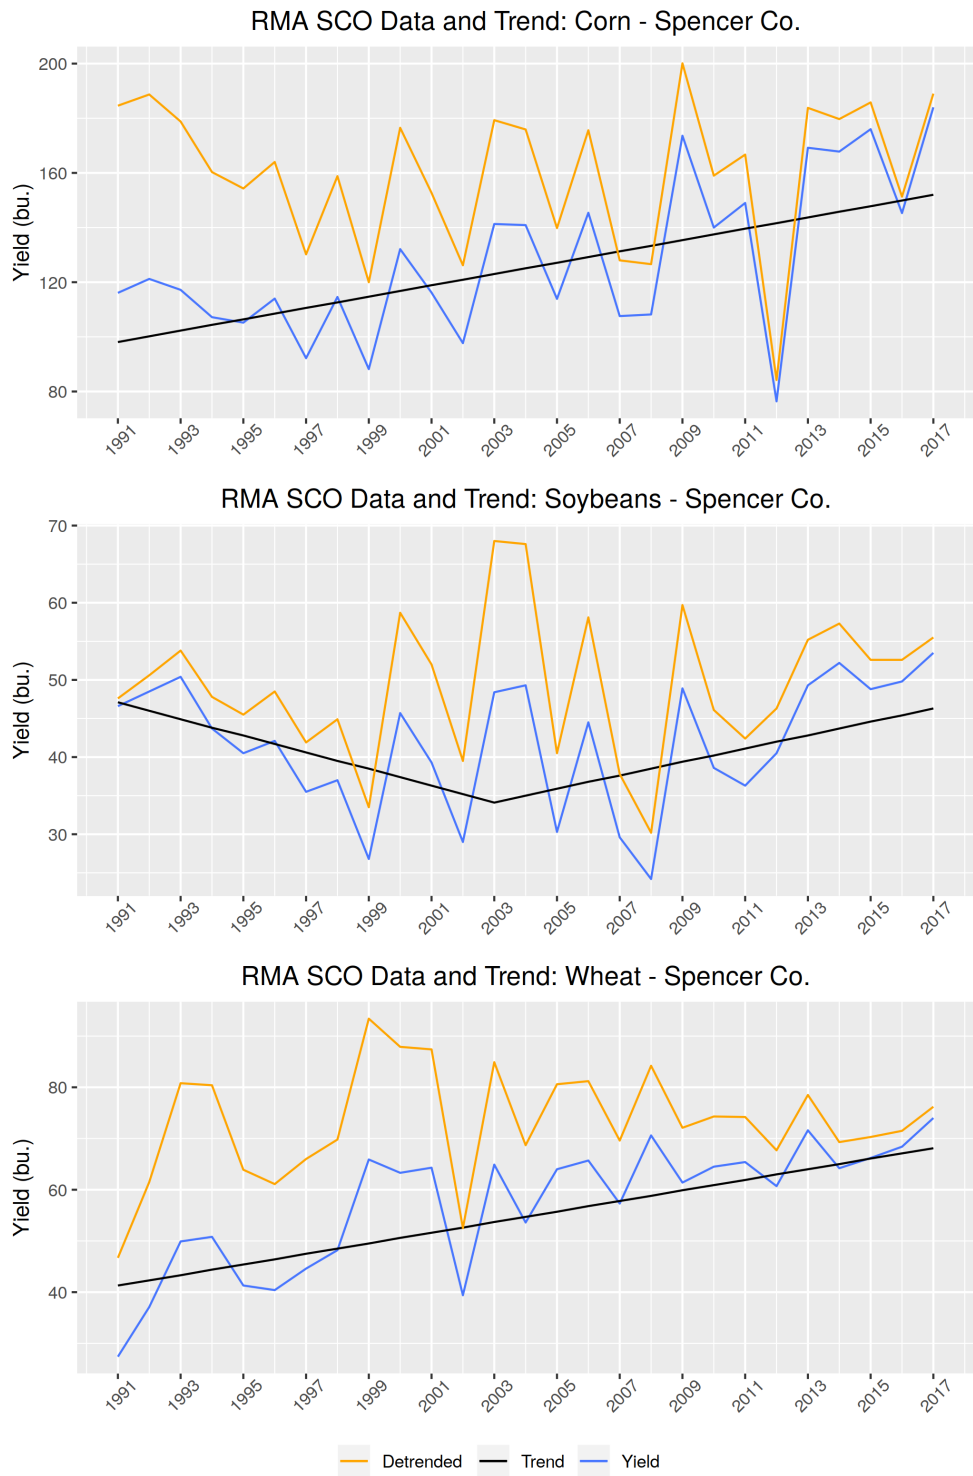 RMA SCO Data and Trend: Corn - Spencer Co.
Yield (bu.)
200
160
120
80
1991 1993 1995 1997 1999 2001 2003 2005 2007 2009 2011 2013 2015 2017
RMA SCO Data and Trend: Soybeans - Spencer Co.
Yield (bu.)
70
60
50
40
30
1991 1993 1995 1997 1999 2001 2003 2005 2007 2009 2011 2013 2015 2017
RMA SCO Data and Trend: Wheat - Spencer Co.
Yield (bu.)
80
60
40
1991 1993 1995 1997 1999 2001 2003 2005 2007 2009 2011 2013 2015 2017
Detrended Trend Yield